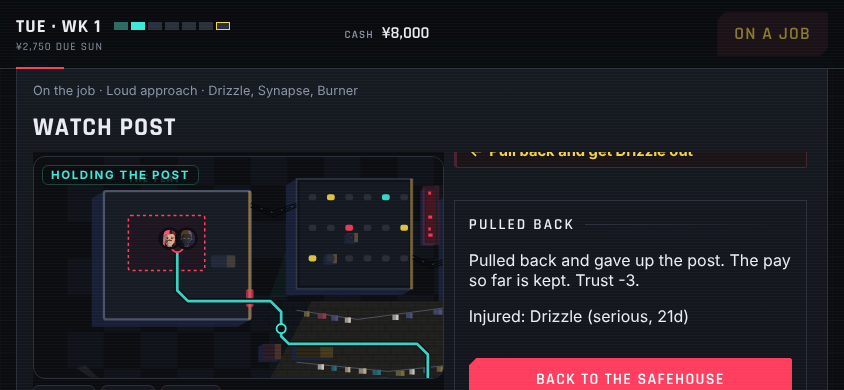 TUE · WK 1
¥2,750 DUE SUN
CASH ¥8,000
ON A JOB
On the job · Loud approach · Drizzle, Synapse, Burner
WATCH POST
HOLDING THE POST
← Pull back and get Drizzle out
PULLED BACK
Pulled back and gave up the post. The pay
so far is kept. Trust -3.
Injured: Drizzle (serious, 21d)
BACK TO THE SAFEHOUSE